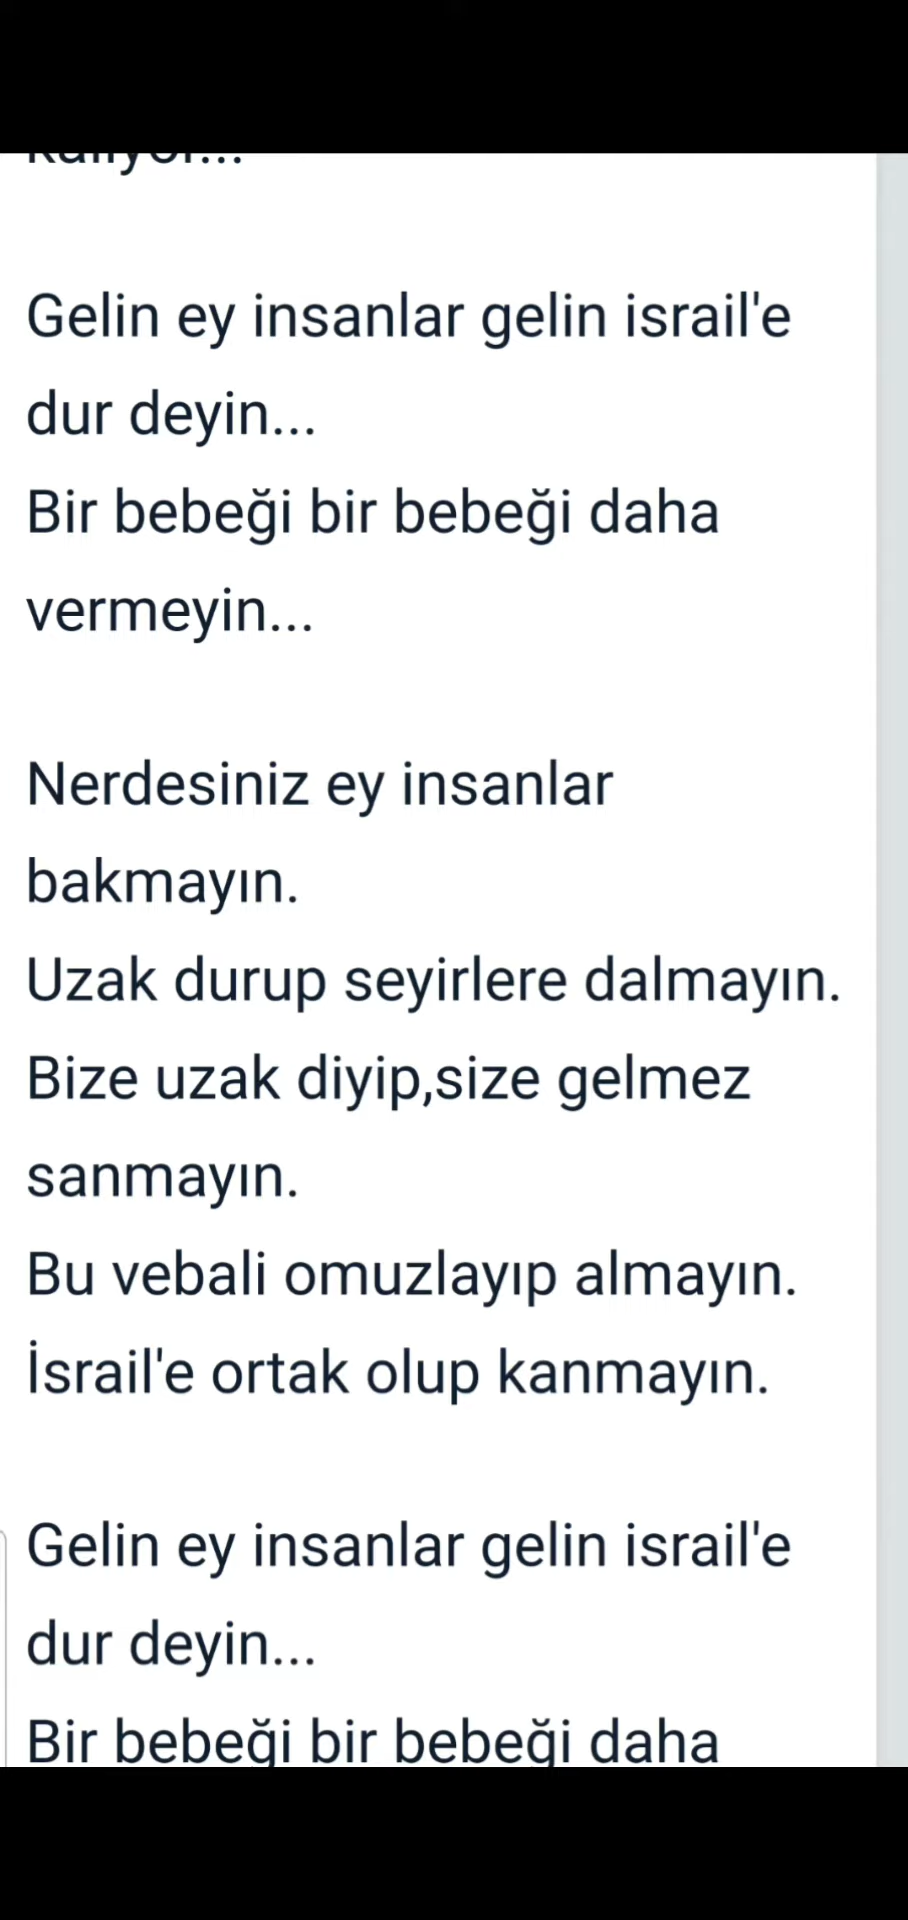 Gelin ey insanlar gelin israil'e
dur deyin...
Bir bebeği bir bebeği daha
vermeyin...
Nerdesiniz ey insanlar
bakmayın.
Uzak durup seyirlere dalmayın.
Bize uzak diyip,size gelmez
sanmayın.
Bu vebali omuzlayıp almayın.
İsrail'e ortak olup kanmayın.
Gelin ey insanlar gelin israil'e
dur deyin...
Bir bebeği bir bebeği daha